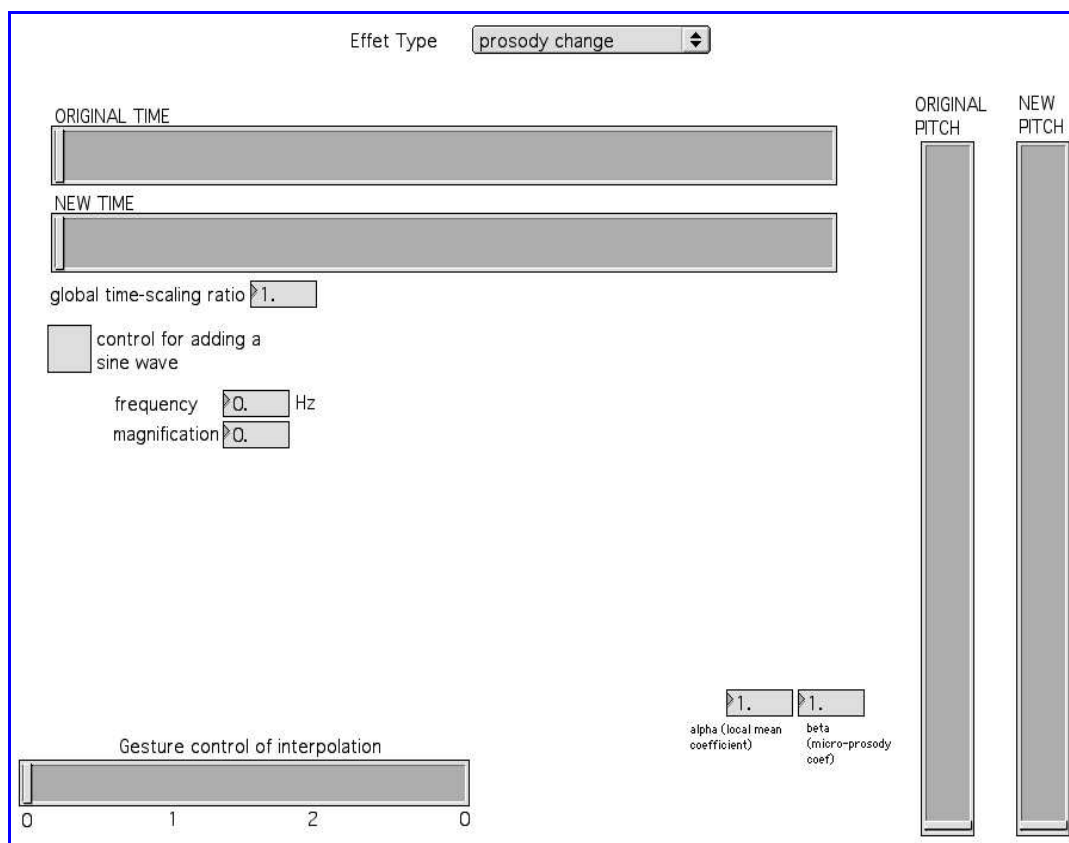 Effet Type prosody change
ORIGINAL TIME
ORIGINAL
PITCH
NEW
PITCH
NEW TIME
global time-scaling ratio 1.
control for adding a
sine wave
frequency 0. Hz
magnification 0.
1. 1.
alpha (local mean
coefficient)
beta
(micro-prosody
coef)
Gesture control of interpolation
0 1 2 0